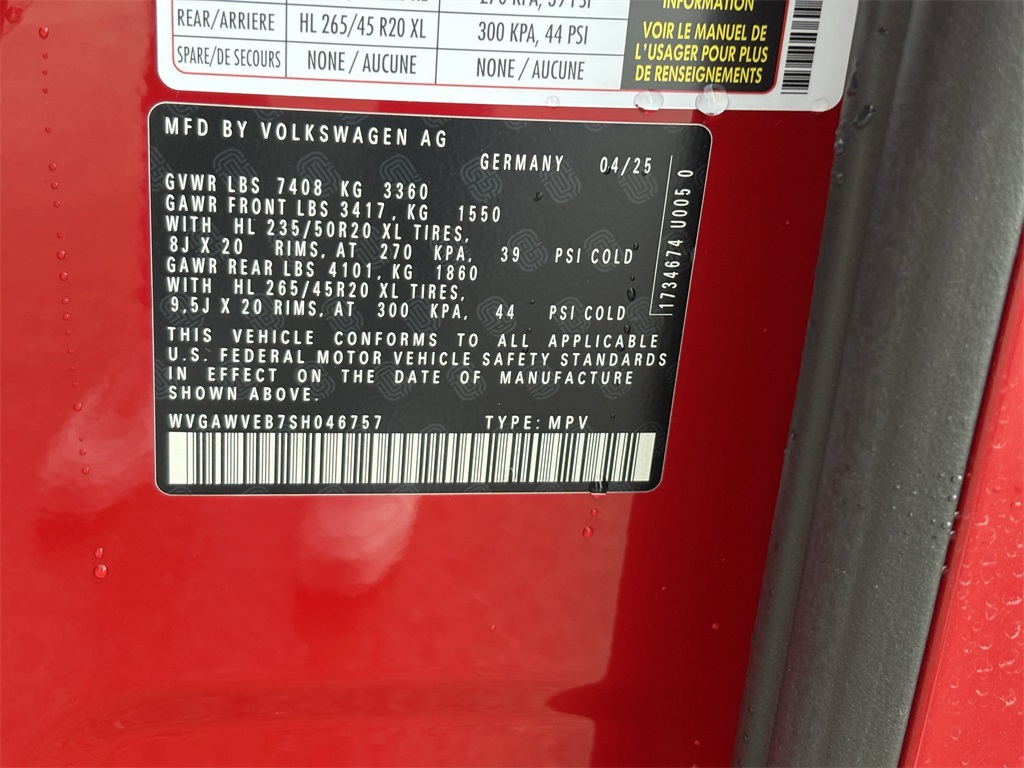 270 KPA, 39 PSI
REAR/ARRIERE HL 265/45 R20 XL 300 KPA, 44 PSI
SPARE/DE SECOURS NONE / AUCUNE NONE / AUCUNE
INFORMATION
VOIR LE MANUEL DE
L'USAGER POUR PLUS
DE RENSEIGNEMENTS
MFD BY VOLKSWAGEN AG
GERMANY 04/25
GVWR LBS 7408 KG 3360
GAWR FRONT LBS 3417, KG 1550
WITH HL 235/50R20 XL TIRES,
8J X 20 RIMS, AT 270 KPA, 39 PSI COLD
GAWR REAR LBS 4101, KG 1860
WITH HL 265/45R20 XL TIRES,
9.5J X 20 RIMS, AT 300 KPA, 44 PSI COLD
THIS VEHICLE CONFORMS TO ALL APPLICABLE
U.S. FEDERAL MOTOR VEHICLE SAFETY STANDARDS
IN EFFECT ON THE DATE OF MANUFACTURE
SHOWN ABOVE.
WVGAWVEB7SH046757 TYPE: MPV
1734674 U005 0